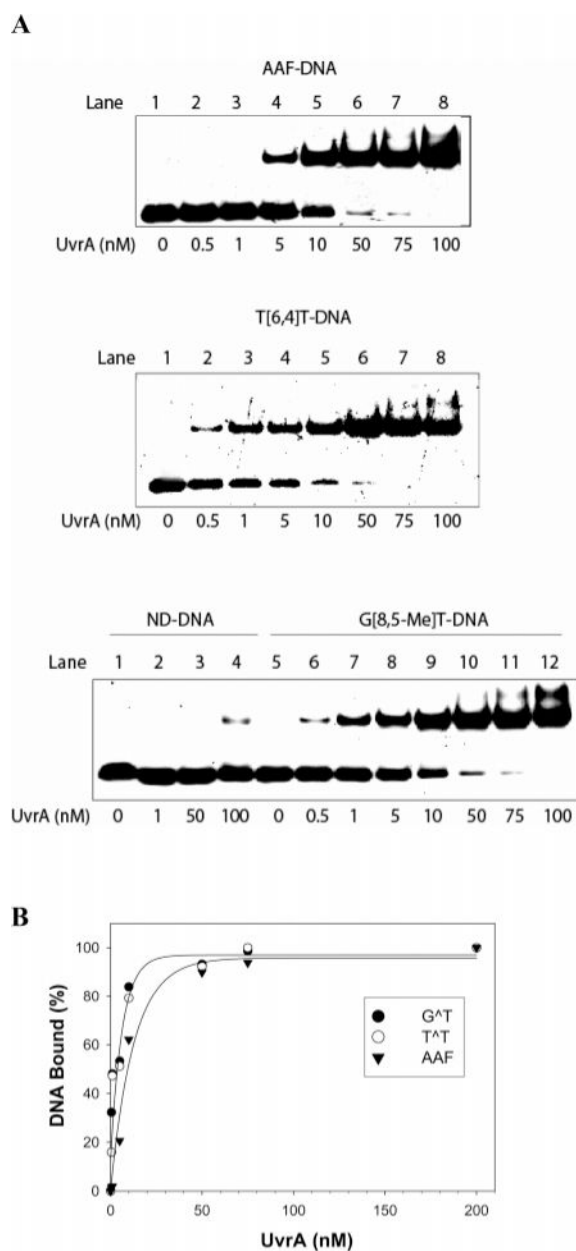 A
AAF-DNA
Lane 1 2 3 4 5 6 7 8
UvrA (nM) 0 0.5 1 5 10 50 75 100
T[6,4]T-DNA
Lane 1 2 3 4 5 6 7 8
UvrA (nM) 0 0.5 1 5 10 50 75 100
ND-DNA G[8,5-Me]T-DNA
Lane 1 2 3 4 5 6 7 8 9 10 11 12
UvrA (nM) 0 1 50 100 0 0.5 1 5 10 50 75 100
B
DNA Bound (%)
100
80
60
40
20
0
G^T
T^T
AAF
0 50 100 150 200
UvrA (nM)